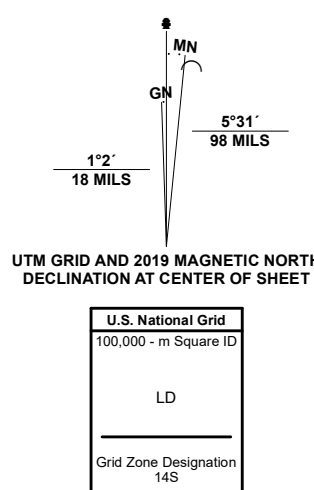 MN
GN
5°31´
98 MILS
1°2´
18 MILS
UTM GRID AND 2019 MAGNETIC NORTH
DECLINATION AT CENTER OF SHEET
U.S. National Grid
100,000 - m Square ID
LD
Grid Zone Designation
14S